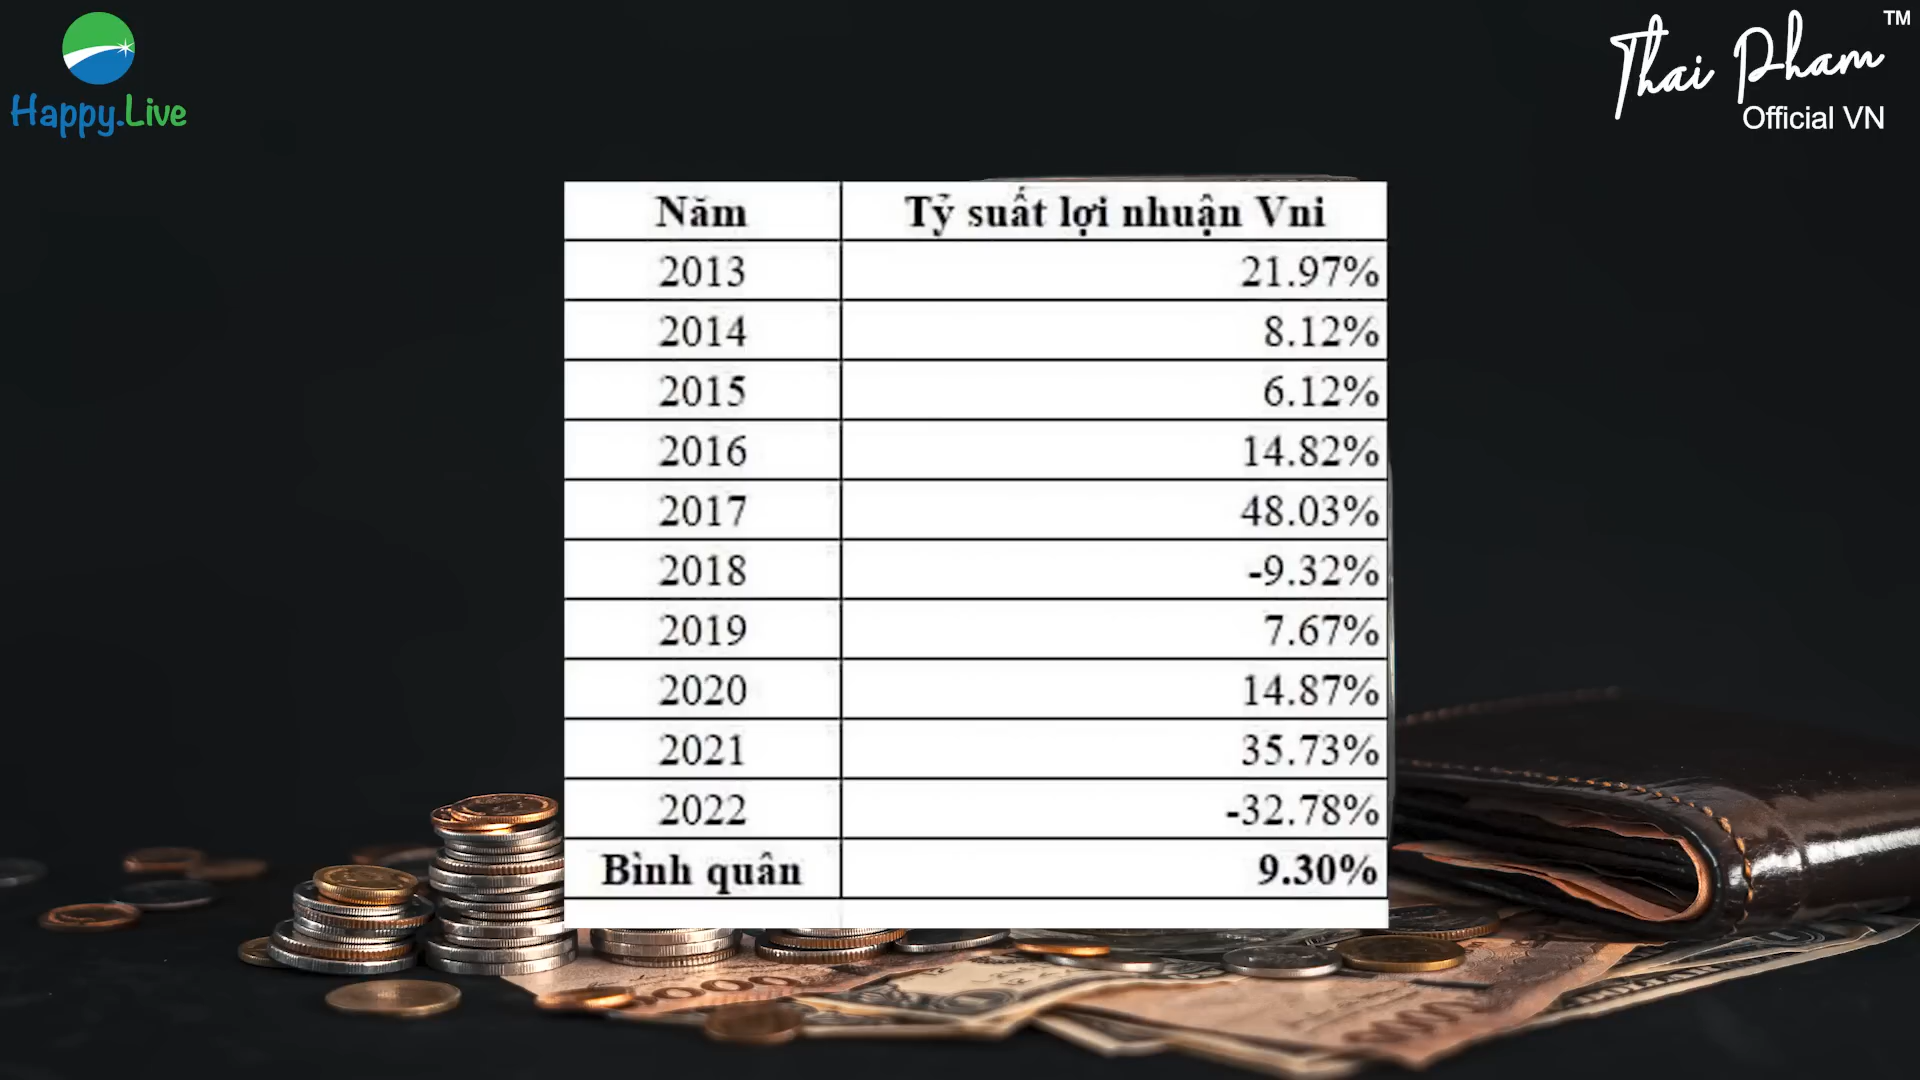 Happy.Live
Thai Pham TM
Official VN
Năm Tỷ suất lợi nhuận Vni
2013 21.97%
2014 8.12%
2015 6.12%
2016 14.82%
2017 48.03%
2018 -9.32%
2019 7.67%
2020 14.87%
2021 35.73%
2022 -32.78%
Bình quân 9.30%